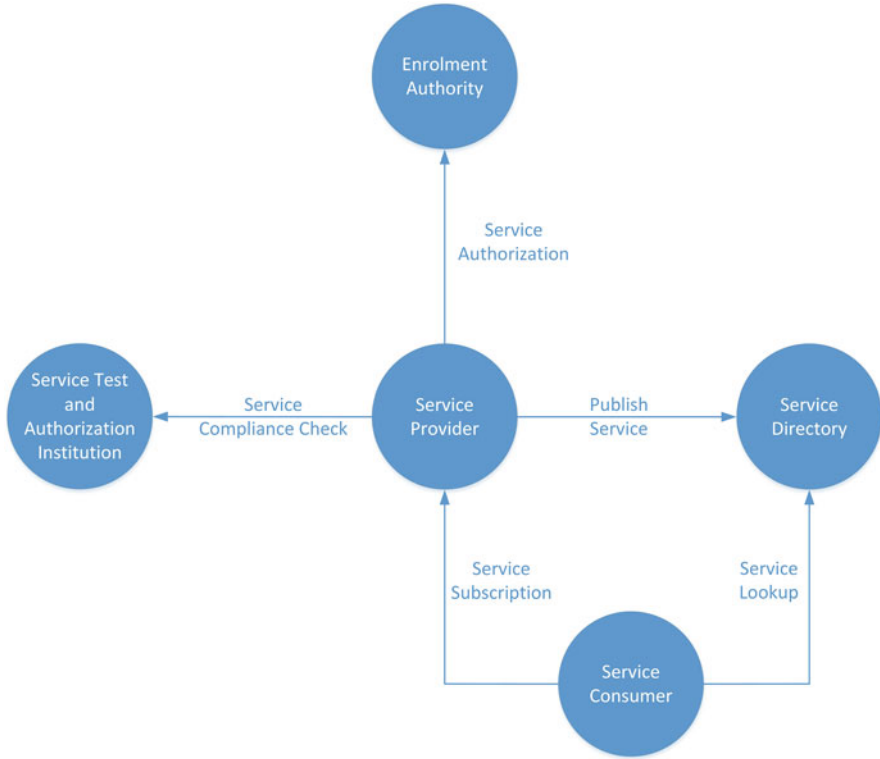 Enrolment
Authority
Service
Authorization
Service Test
and
Authorization
Institution
Service
Compliance Check
Service
Provider
Publish
Service
Service
Directory
Service
Subscription
Service
Lookup
Service
Consumer